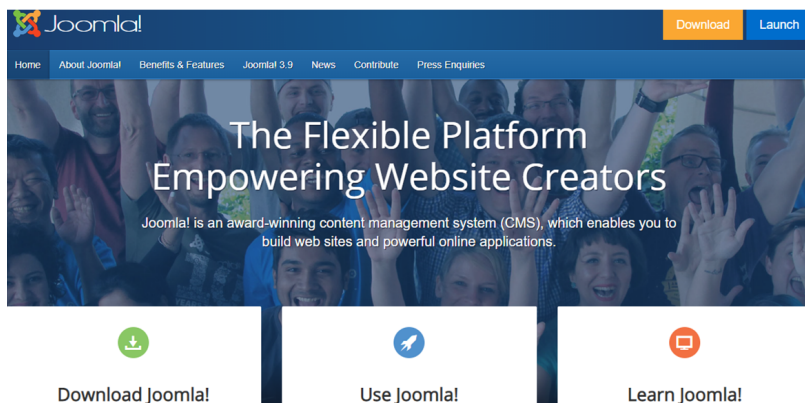 Joomla!
Download Launch
Home About Joomla! Benefits & Features Joomla! 3.9 News Contribute Press Enquiries
The Flexible Platform
Empowering Website Creators
Joomla! is an award-winning content management system (CMS), which enables you to
build web sites and powerful online applications.
Download Joomla! Use Joomla! Learn Joomla!